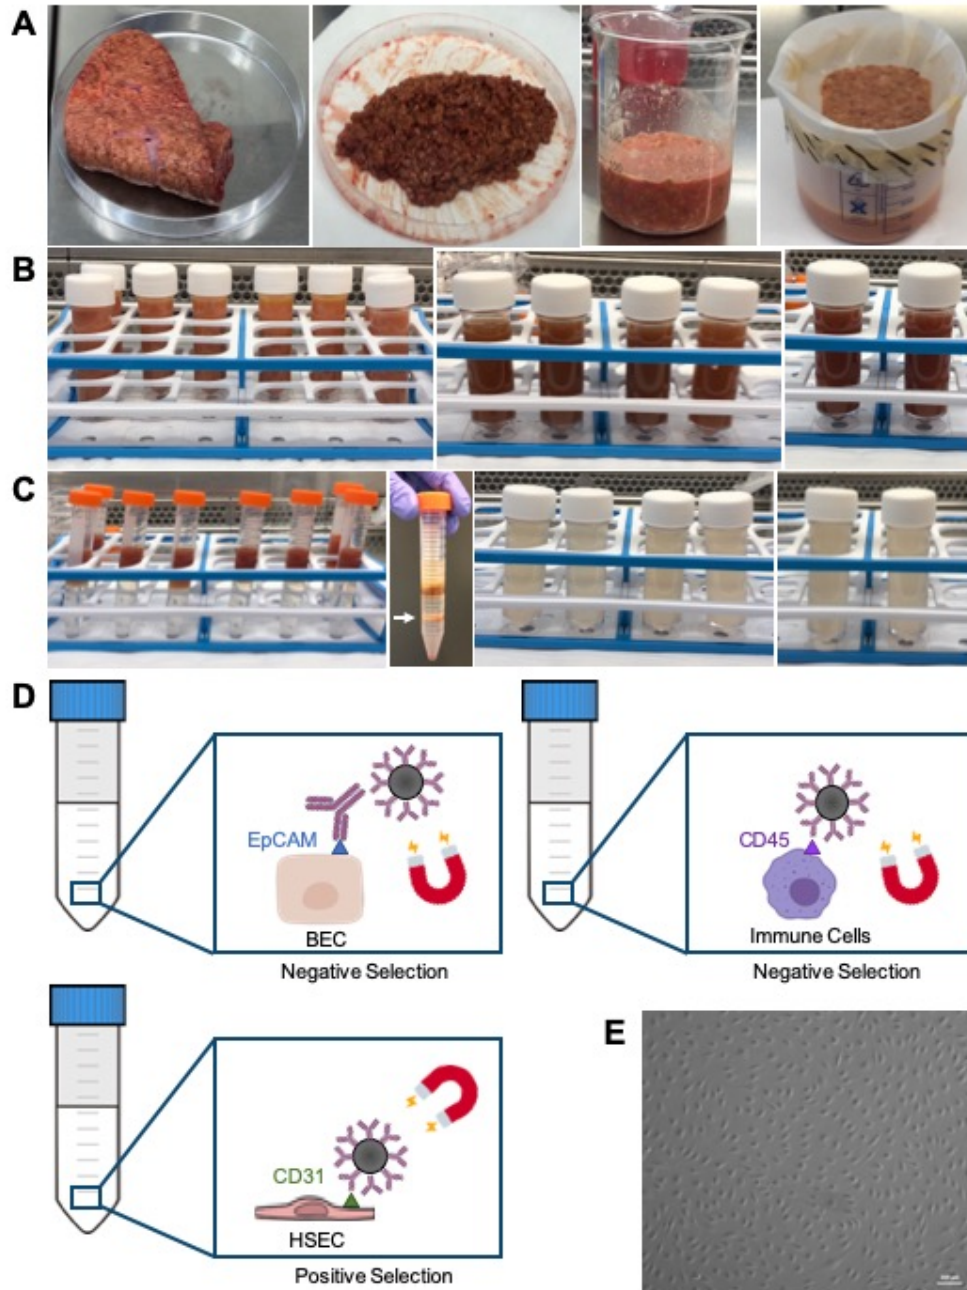 A
B
C
D
EpCAM
BEC
Negative Selection
CD45
Immune Cells
Negative Selection
CD31
HSEC
Positive Selection
E